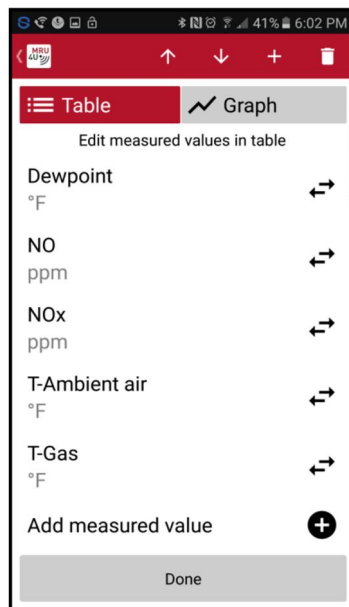 41% 6:02 PM
MRU
4U
Table
Graph
Edit measured values in table
Dewpoint
°F
NO
ppm
NOx
ppm
T-Ambient air
°F
T-Gas
°F
Add measured value
Done